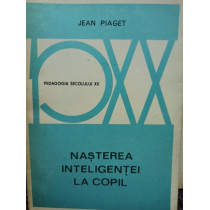 JEAN PIAGET
PEDAGOGIA SECOLULUI XX
XX
NAȘTEREA
INTELIGENȚEI
LA COPIL